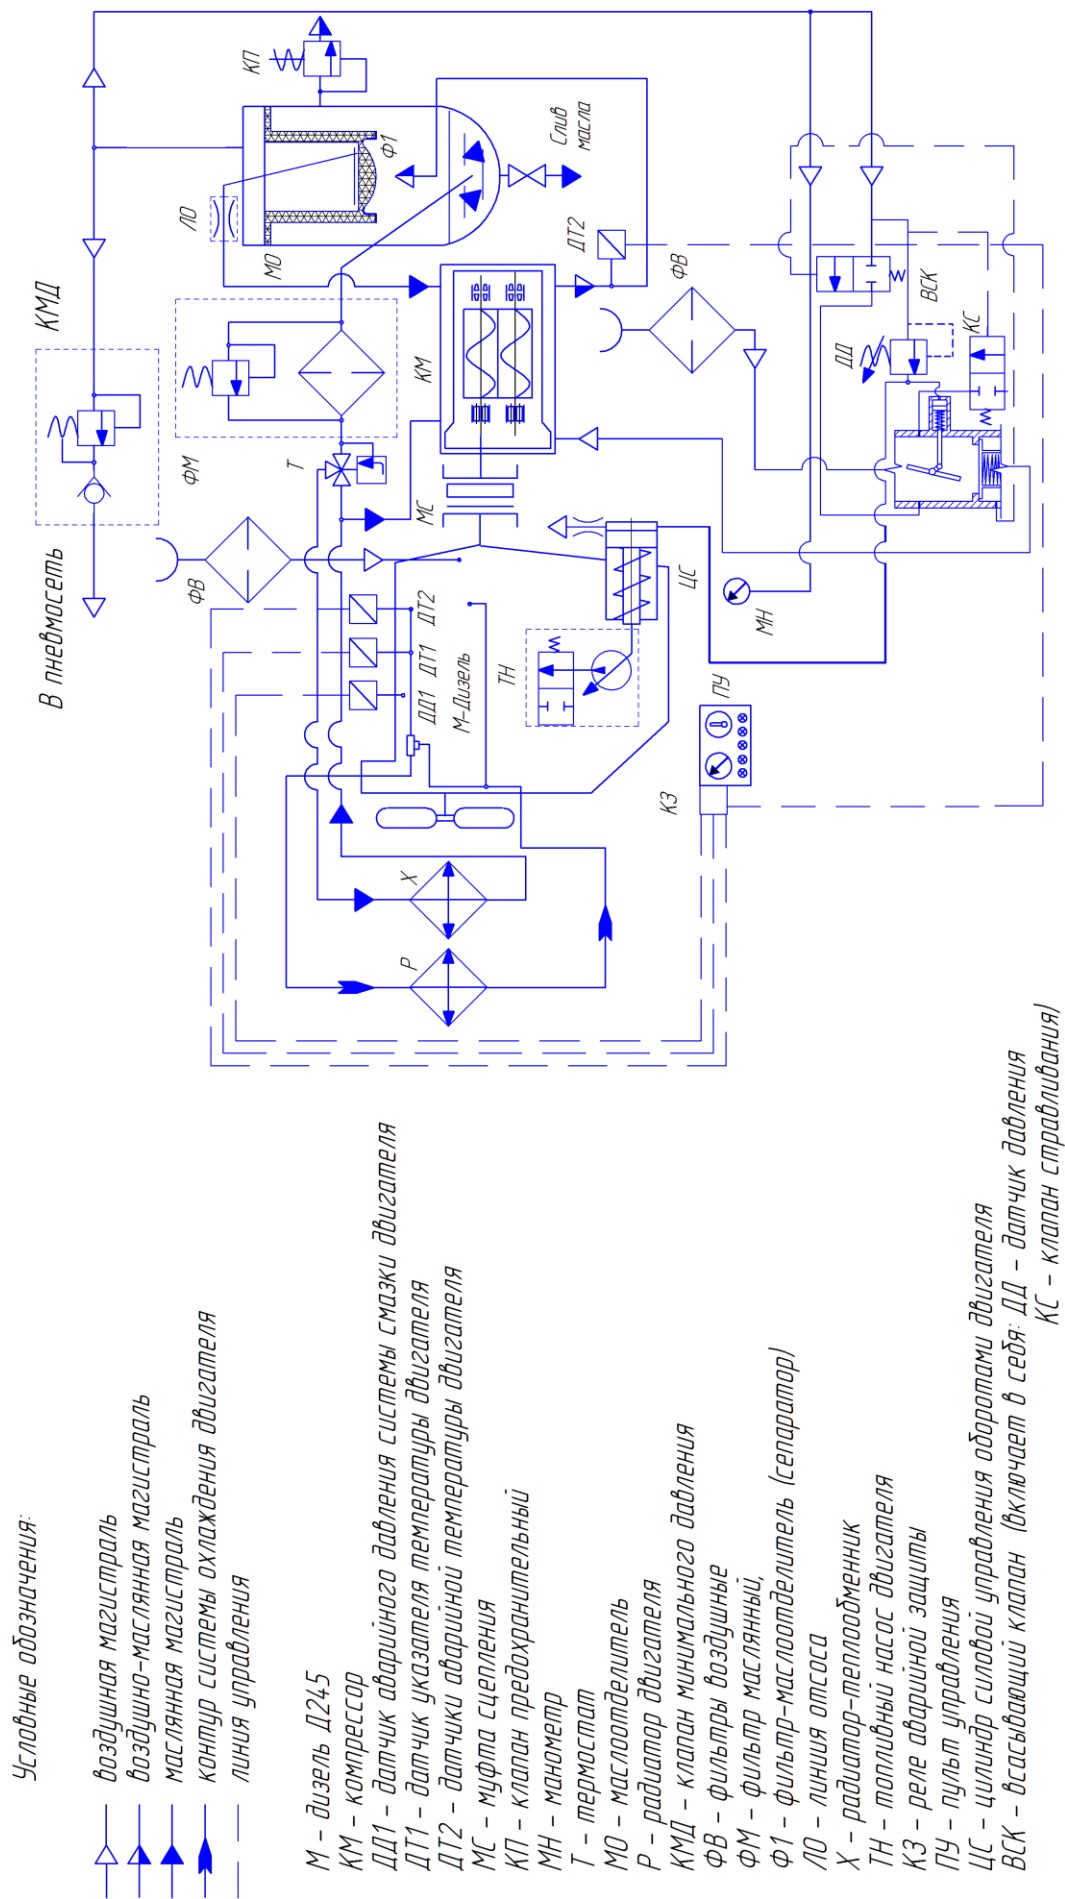 В пневмосеть
КМД
КП
ЛО
Ф1
МО
Слив
масла
ДТ2
ФВ
ФМ
Т
КМ
МС
ФВ
ДТ2
ДТ1
ДД1
М-Дизель
ТН
ЦС
МН
ПУ
КЗ
Х
Р
ВСК
ДД
КС
Условные обозначения:
воздушная магистраль
воздушно-маслянная магистраль
маслянная магистраль
контур системы охлаждения двигателя
линия управления
М - дизель Д245
КМ - компрессор
ДД1 - датчик аварийного давления системы смазки двигателя
ДТ1 - датчик указателя температуры двигателя
ДТ2 - датчики аварийной температуры двигателя
МС - муфта сцепления
КП - клапан предохранительный
МН - манометр
Т - термостат
МО - маслоотделитель
Р - радиатор двигателя
КМД - клапан минимального давления
ФВ - фильтры воздушные
ФМ - фильтр маслянный,
Ф1 - фильтр-маслоотделитель (сепаратор)
ЛО - линия отсоса
Х - радиатор-теплообменник
ТН - топливный насос двигателя
КЗ - реле аварийной защиты
ПУ - пульт управления
ЦС - цилиндр силовой управления оборотами двигателя
ВСК - всасывающий клапан (включает в себя: ДД - датчик давления
КС - клапан стравливания)